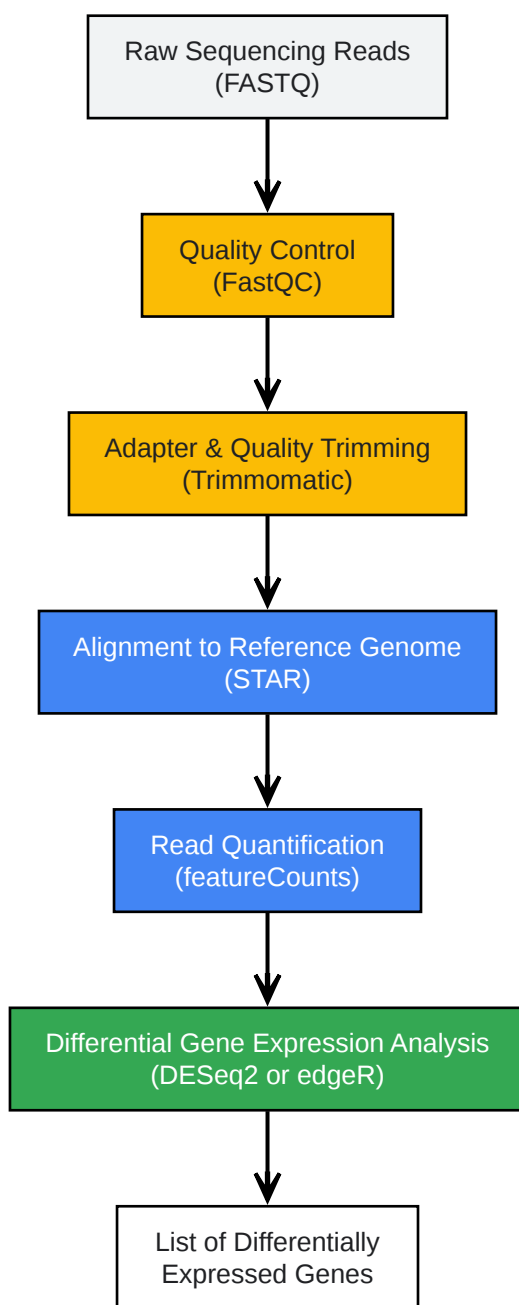 Raw Sequencing Reads
(FASTQ)
Quality Control
(FastQC)
Adapter & Quality Trimming
(Trimmomatic)
Alignment to Reference Genome
(STAR)
Read Quantification
(featureCounts)
Differential Gene Expression Analysis
(DESeq2 or edgeR)
List of Differentially
Expressed Genes